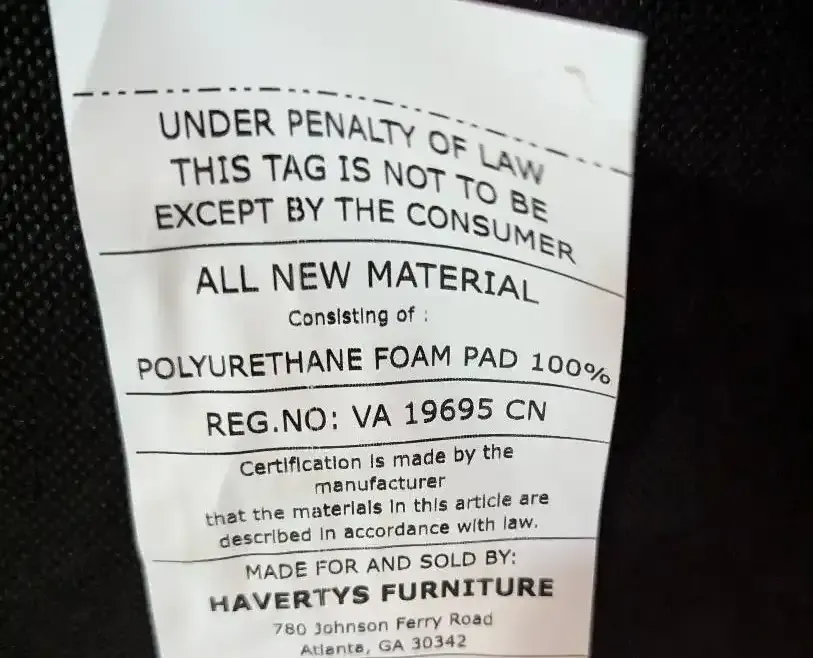 UNDER PENALTY OF LAW
THIS TAG IS NOT TO BE
EXCEPT BY THE CONSUMER
ALL NEW MATERIAL
Consisting of :
POLYURETHANE FOAM PAD 100%
REG.NO: VA 19695 CN
Certification is made by the
manufacturer
that the materials in this article are
described in accordance with law.
MADE FOR AND SOLD BY:
HAVERTYS FURNITURE
780 Johnson Ferry Road
Atlanta, GA 30342